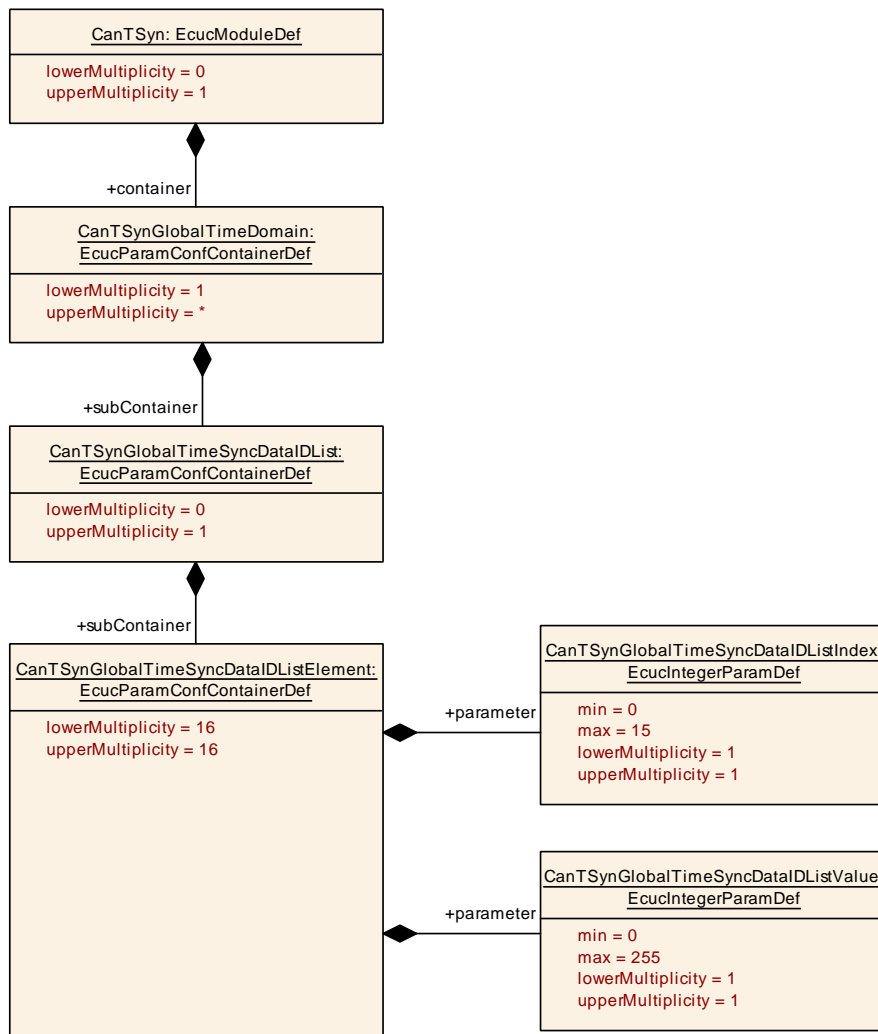 CanTSyn: EcucModuleDef
lowerMultiplicity = 0
upperMultiplicity = 1
+container
CanTSynGlobalTimeDomain:
EcucParamConfContainerDef
lowerMultiplicity = 1
upperMultiplicity = *
+subContainer
CanTSynGlobalTimeSyncDataIDList:
EcucParamConfContainerDef
lowerMultiplicity = 0
upperMultiplicity = 1
+subContainer
CanTSynGlobalTimeSyncDataIDListElement:
EcucParamConfContainerDef
lowerMultiplicity = 16
upperMultiplicity = 16
+parameter
CanTSynGlobalTimeSyncDataIDListIndex
EcucIntegerParamDef
min = 0
max = 15
lowerMultiplicity = 1
upperMultiplicity = 1
+parameter
CanTSynGlobalTimeSyncDataIDListValue
EcucIntegerParamDef
min = 0
max = 255
lowerMultiplicity = 1
upperMultiplicity = 1